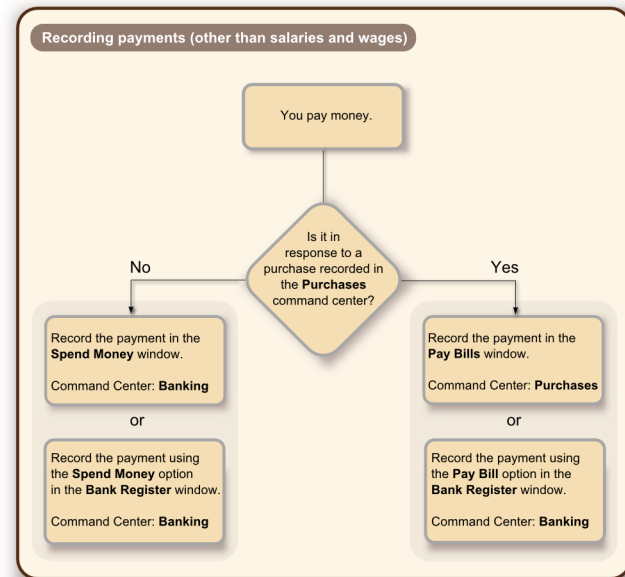 Recording payments (other than salaries and wages)
You pay money.
Is it in
response to a
purchase recorded in
the Purchases
command center?
No
Yes
Record the payment in the
Spend Money window.
Command Center: Banking
or
Record the payment using
the Spend Money option
in the Bank Register window.
Command Center: Banking
Record the payment in the
Pay Bills window.
Command Center: Purchases
or
Record the payment using
the Pay Bill option in the
Bank Register window.
Command Center: Banking